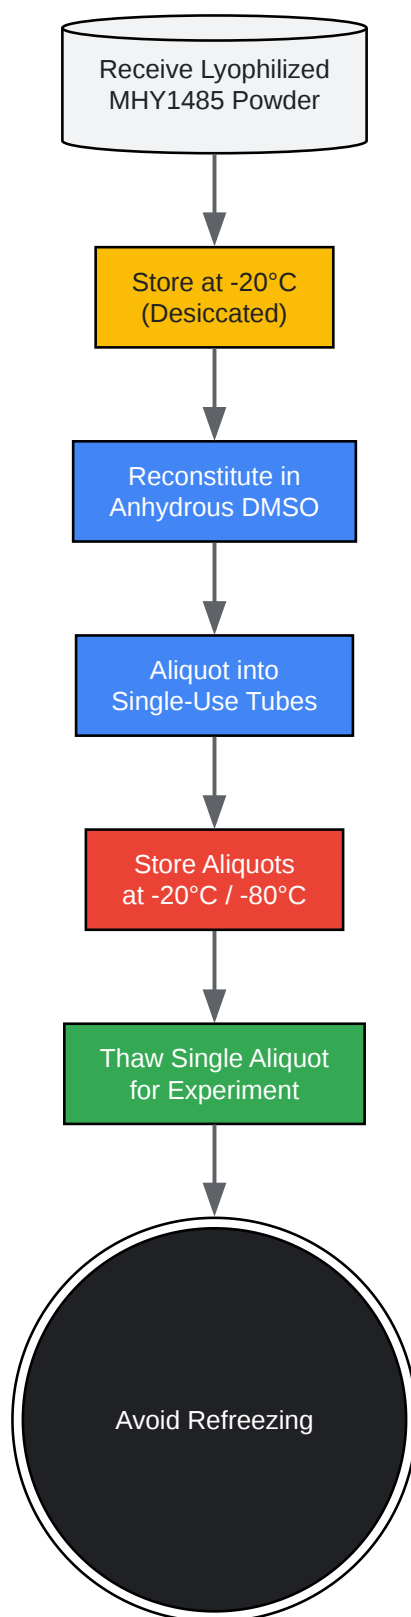 Receive Lyophilized
MHY1485 Powder
Store at -20°C
(Desiccated)
Reconstitute in
Anhydrous DMSO
Aliquot into
Single-Use Tubes
Store Aliquots
at -20°C / -80°C
Thaw Single Aliquot
for Experiment
Avoid Refreezing